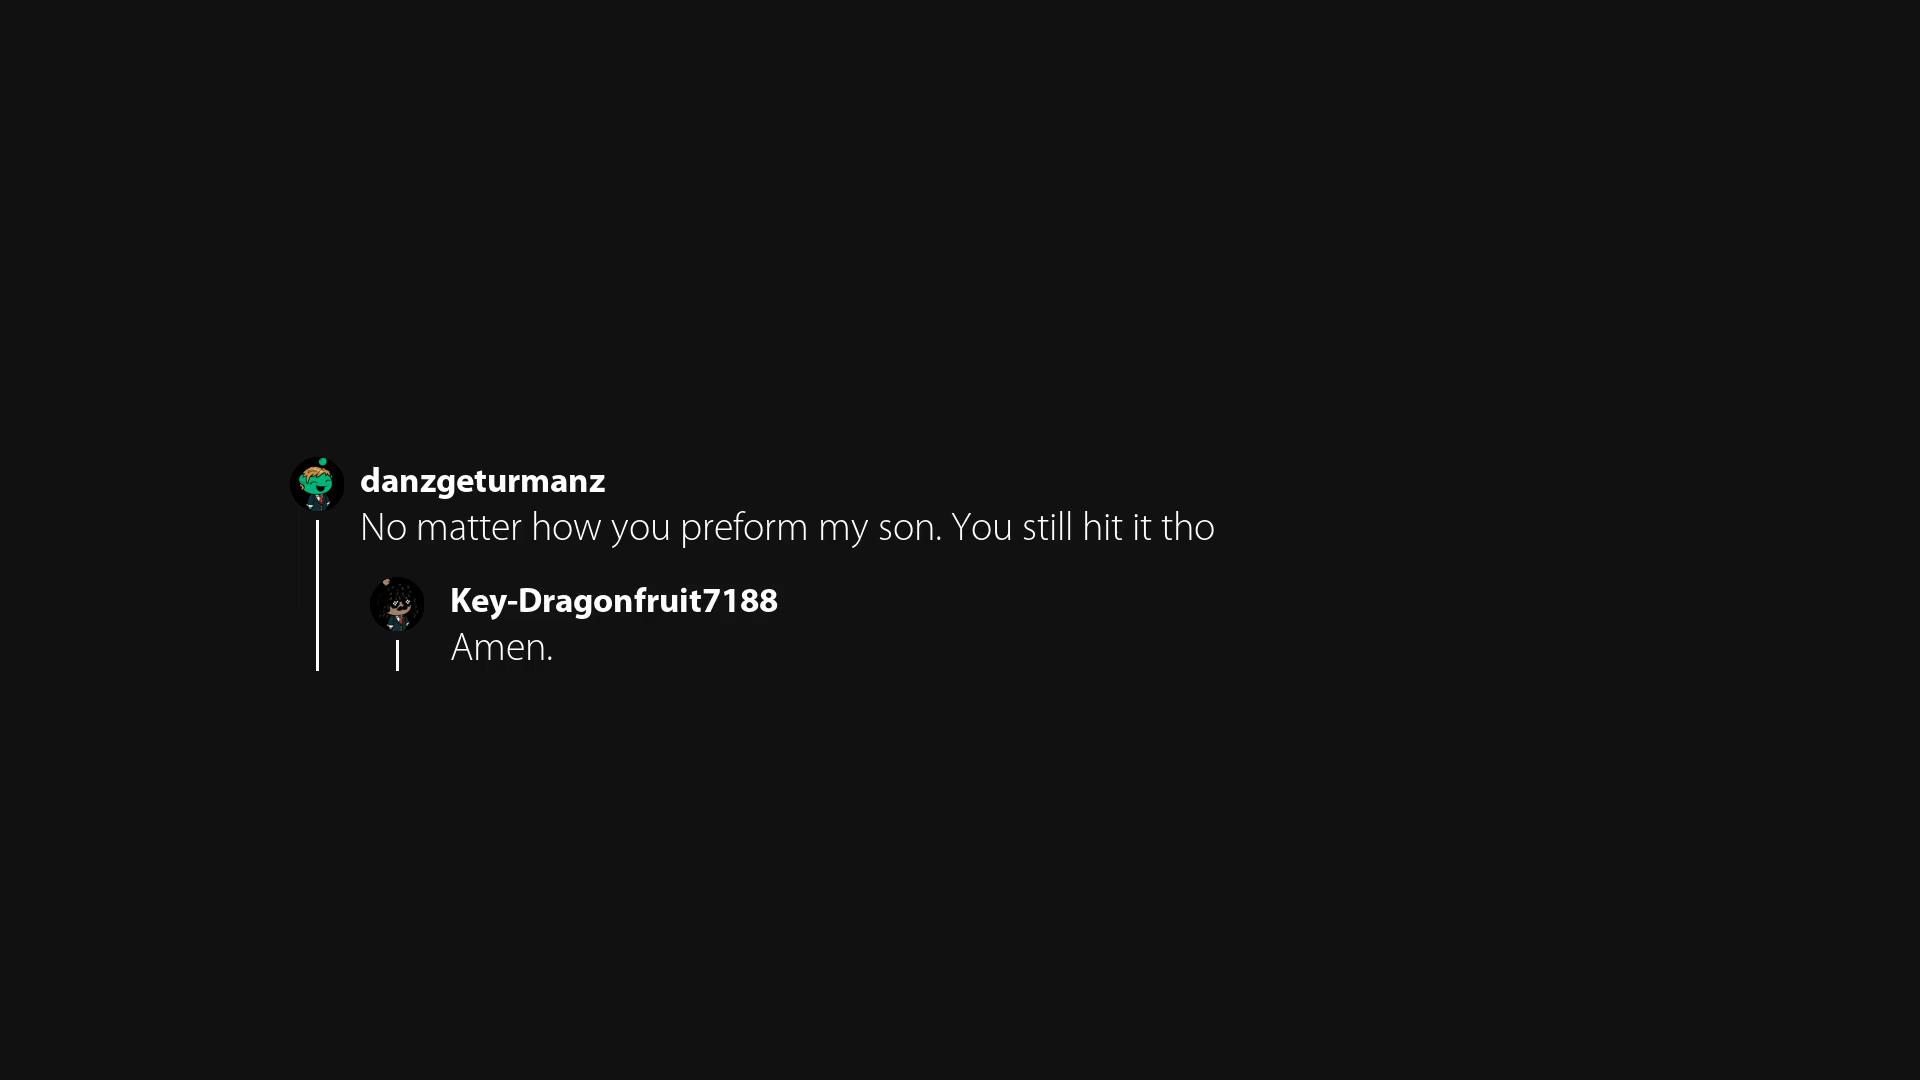 danzgeturmanz
No matter how you preform my son. You still hit it tho
Key-Dragonfruit7188
Amen.